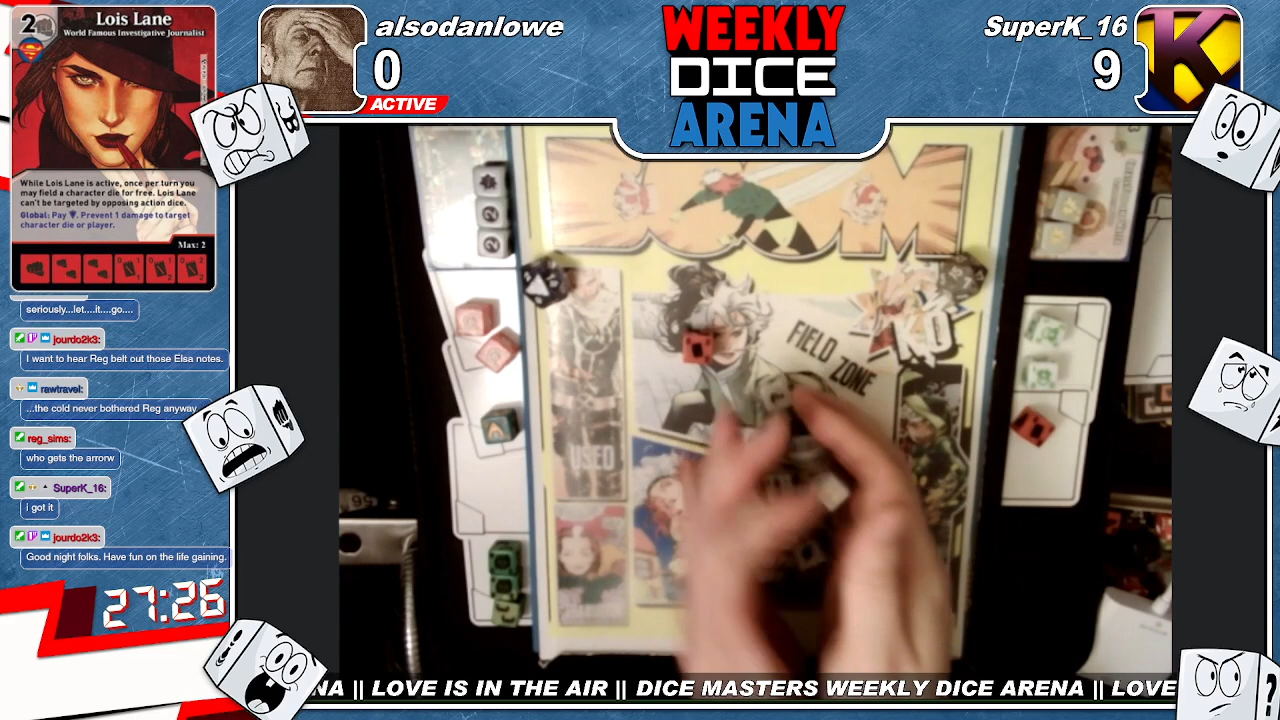 2
Lois Lane
World Famous Investigative Journalist
While Lois Lane is active, once per turn you
may field a character die for free. Lois Lane
can't be targeted by opposing action dice.
Global: Pay. Prevent 1 damage to target
character die or player.
Max: 2
alsodanlowe
0
ACTIVE
WEEKLY
DICE
ARENA
SuperK_16
9
K
seriously...let....it....go....
jourdo2k3:
I want to hear Reg belt out those Elsa notes.
rawtravel:
...the cold never bothered Reg anyway
reg_sims:
who gets the arrorw
SuperK_16:
i got it
jourdo2k3:
Good night folks. Have fun on the life gaining.
27:26
FIELD ZONE
USED
NA || LOVE IS IN THE AIR || DICE MASTERS WEEKLY DICE ARENA || LOVE